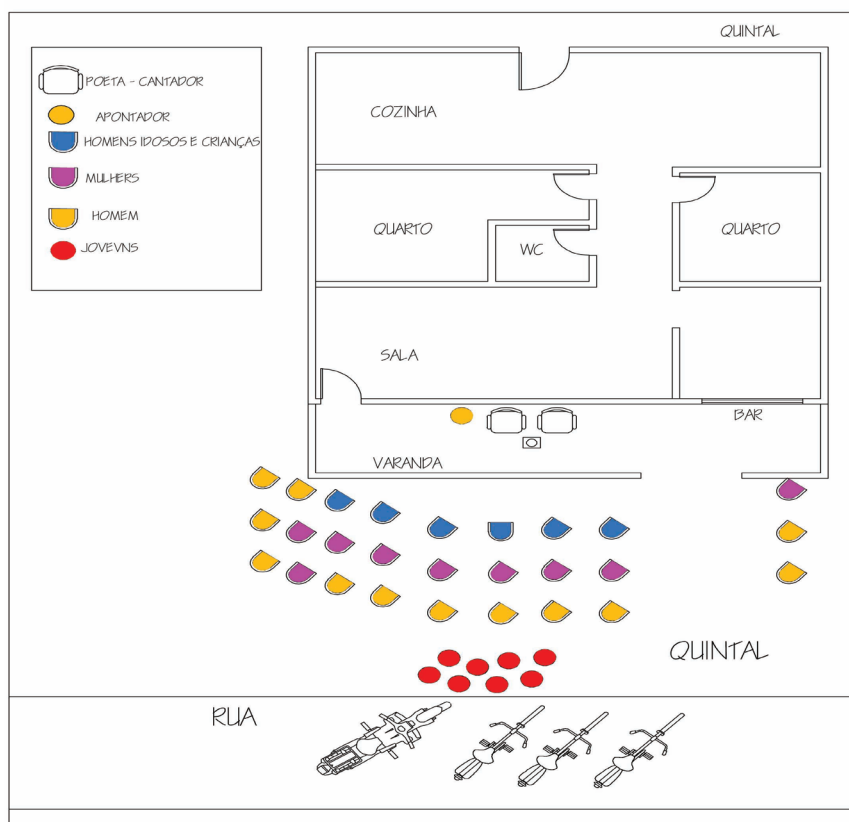 QUINTAL
POETA - CANTADOR
APONTADOR
HOMENS IDOSOS E CRIANÇAS
MULHERS
HOMEM
JOVEVNS
COZINHA
QUARTO
WC
QUARTO
SALA
BAR
VARANDA
QUINTAL
RUA